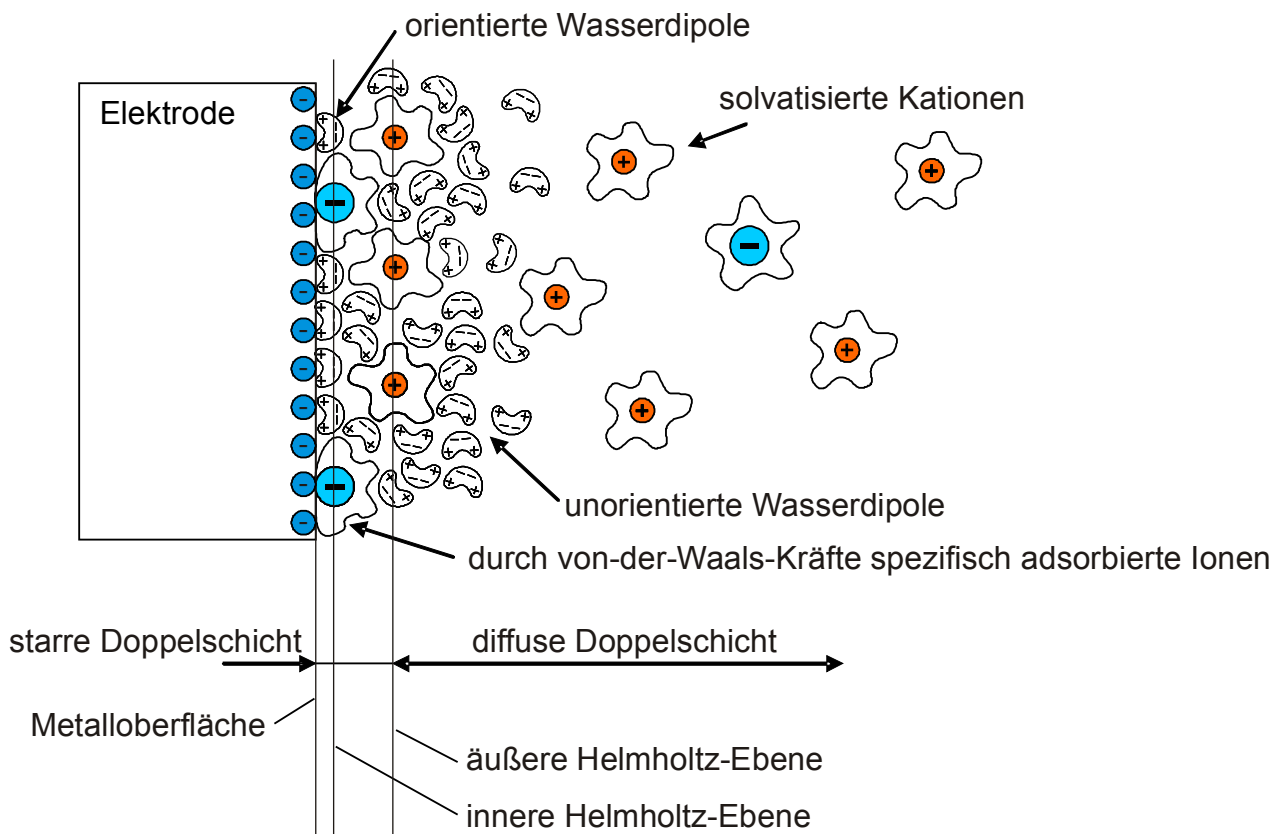 orientierte Wasserdipole
Elektrode
solvatisierte Kationen
unorientierte Wasserdipole
durch von-der-Waals-Kräfte spezifisch adsorbierte Ionen
starre Doppelschicht
diffuse Doppelschicht
Metalloberfläche
äußere Helmholtz-Ebene
innere Helmholtz-Ebene